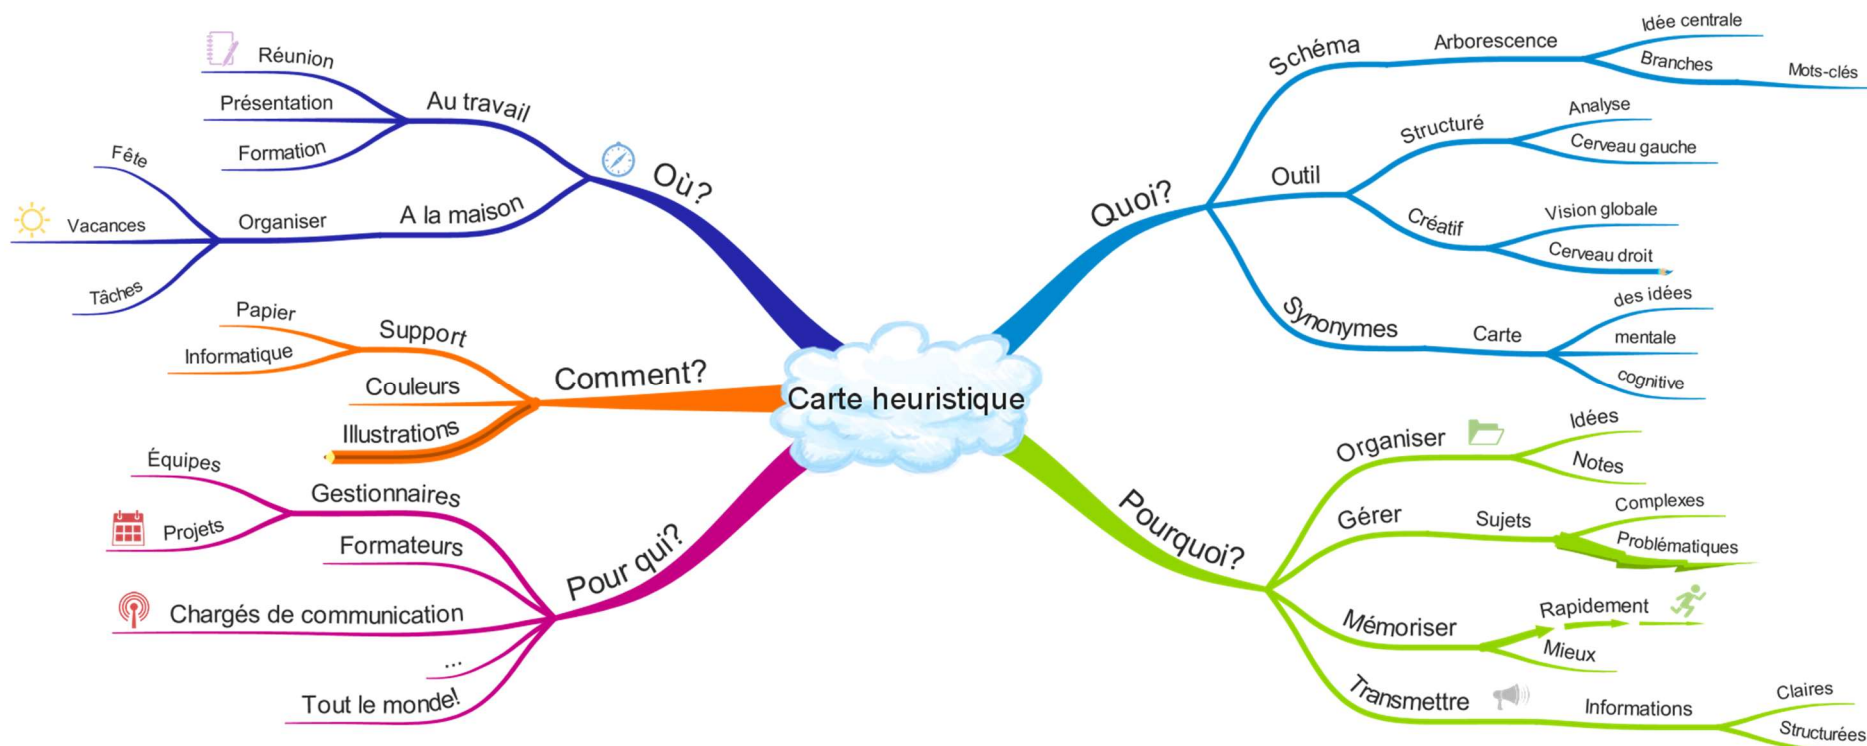 Carte heuristique
Quoi?
Schéma
Arborescence
Idée centrale
Branches
Mots-clés
Outil
Structuré
Analyse
Cerveau gauche
Créatif
Vision globale
Cerveau droit
Synonymes
Carte
des idées
mentale
cognitive
Pourquoi?
Organiser
Idées
Notes
Gérer
Sujets
Complexes
Problématiques
Mémoriser
Rapidement
Mieux
Transmettre
Informations
Claires
Structurées
Pour qui?
Gestionnaires
Équipes
Projets
Formateurs
Chargés de communication
...
Tout le monde!
Comment?
Support
Papier
Informatique
Couleurs
Illustrations
Où?
Au travail
Réunion
Présentation
Formation
A la maison
Organiser
Fête
Vacances
Tâches